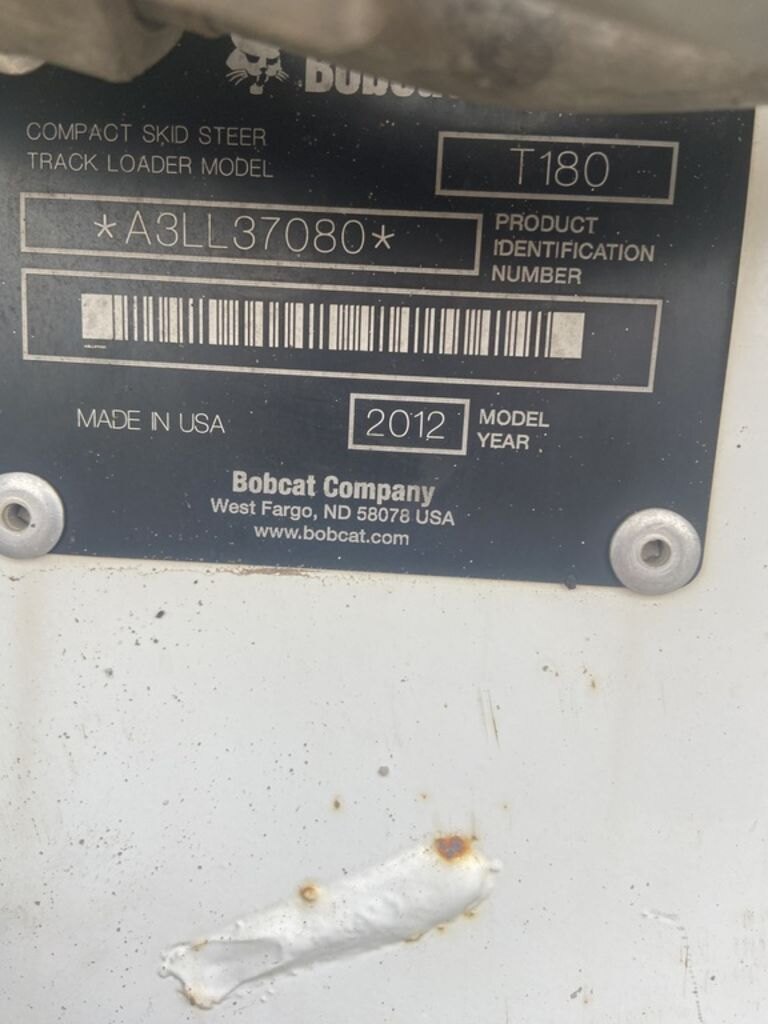 Bobcat
COMPACT SKID STEER
TRACK LOADER MODEL
T180
*A3LL37080*
PRODUCT
IDENTIFICATION
NUMBER
MADE IN USA
2012
MODEL
YEAR
Bobcat Company
West Fargo, ND 58078 USA
www.bobcat.com